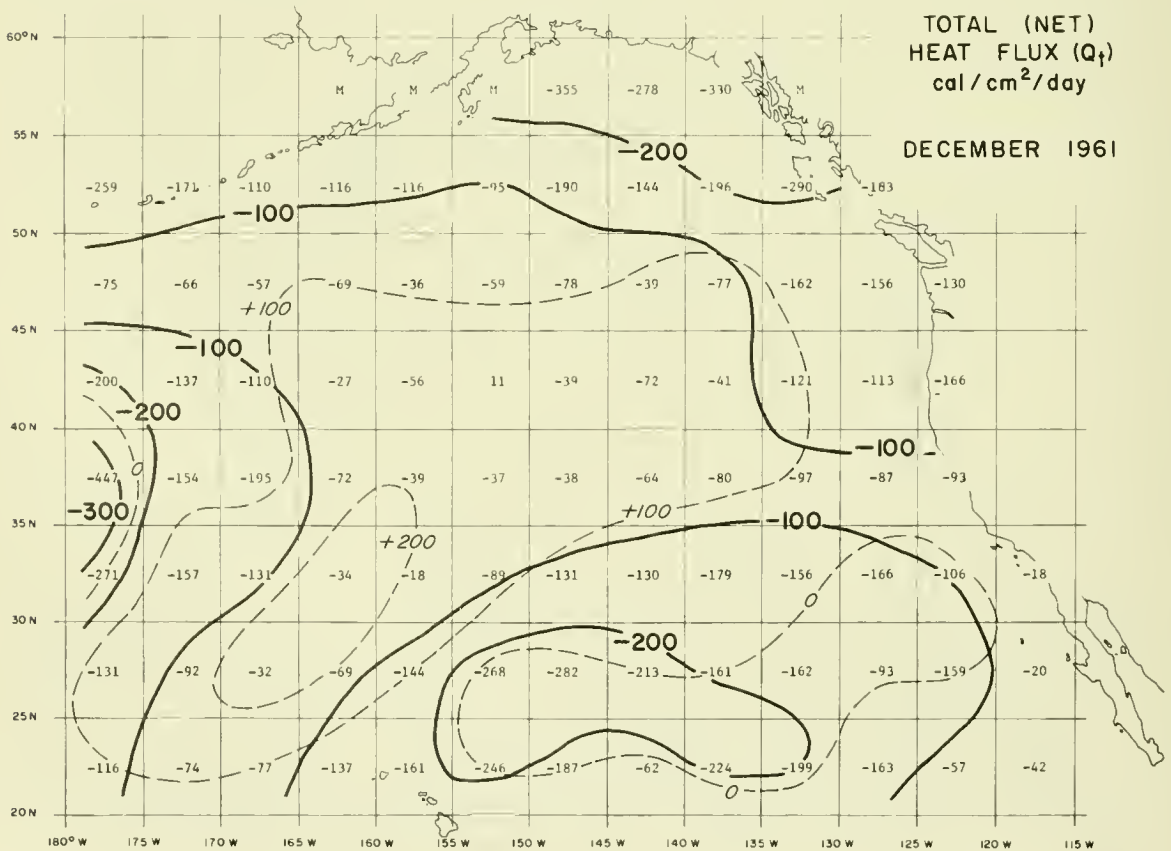 TOTAL (NET)
HEAT FLUX (Qt)
cal/cm²/day
DECEMBER 1961
60°N
M M M -355 -278 -330 M
55 N
-200
-259 -171 -110 -116 -116 -95 -190 -144 -196 -290 -183
-100
50 N
-75 -66 -57 -69 -36 -59 -78 -39 -77 -162 -156 -130
+100
45 N
-100
-200 -137 -110 -27 -56 11 -39 -72 -41 -121 -113 -166
-200
40 N
-100
0
-447 -154 -195 -72 -39 -37 -38 -64 -80 -97 -87 -93
-300
35 N
+100 -100
+200
-271 -157 -131 -34 -18 -89 -131 -130 -179 -156 -166 -106 -18
0
30 N
-200
-131 -92 -32 -69 -144 -268 -282 -213 -161 -162 -93 -159 -20
25 N
-116 -74 -77 -137 -161 -246 -187 -62 -224 -199 -163 -57 -42
0
20 N
180° W 175 W 170 W 165 W 160 W 155 W 150 W 145 W 140 W 135 W 130 W 125 W 120 W 115 W